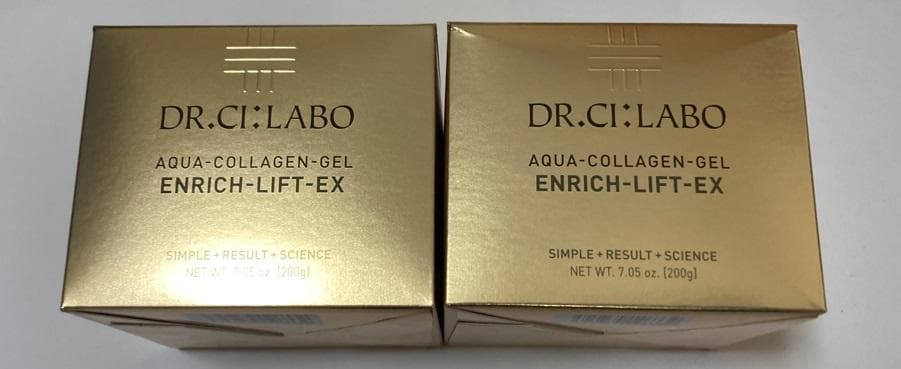 DR.CI:LABO
AQUA-COLLAGEN-GEL
ENRICH-LIFT-EX
SIMPLE+RESULT+SCIENCE
NET WT. 7.05 oz. [200g]
DR.CI:LABO
AQUA-COLLAGEN-GEL
ENRICH-LIFT-EX
SIMPLE+RESULT+SCIENCE
NET WT. 7.05 oz. [200g]